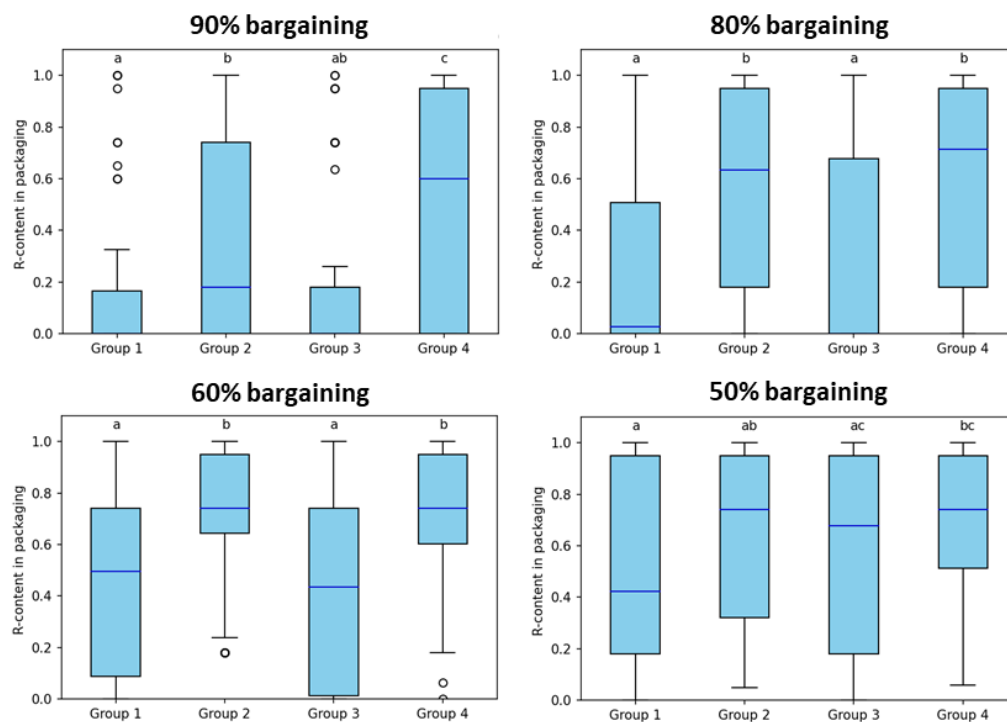 90% bargaining
a b ab c
1.0
0.8
0.6
0.4
0.2
0.0
R-content in packaging
Group 1 Group 2 Group 3 Group 4
80% bargaining
a b a b
1.0
0.8
0.6
0.4
0.2
0.0
R-content in packaging
Group 1 Group 2 Group 3 Group 4
60% bargaining
a b a b
1.0
0.8
0.6
0.4
0.2
0.0
R-content in packaging
Group 1 Group 2 Group 3 Group 4
50% bargaining
a ab ac bc
1.0
0.8
0.6
0.4
0.2
0.0
R-content in packaging
Group 1 Group 2 Group 3 Group 4